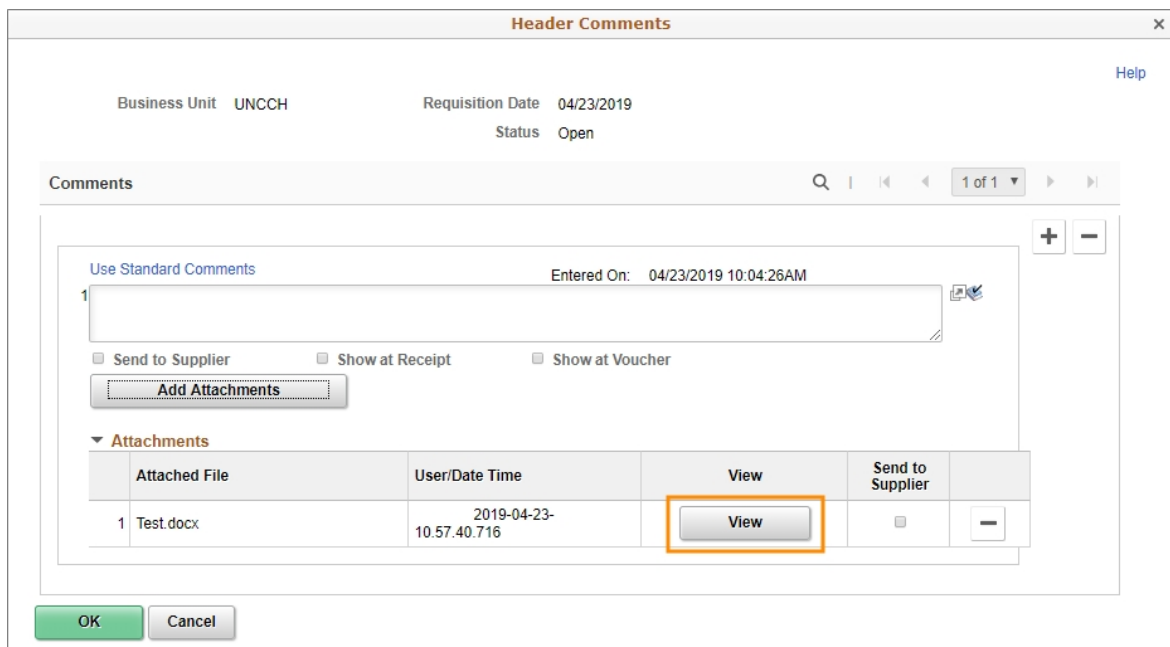 Header Comments
×
Help
Business Unit UNCCH Requisition Date 04/23/2019
Status Open
Comments 1 of 1
Use Standard Comments Entered On: 04/23/2019 10:04:26AM
1
Send to Supplier Show at Receipt Show at Voucher
Add Attachments
Attachments
Attached File User/Date Time View Send to
Supplier
1 Test.docx 2019-04-23-
10.57.40.716 View
OK Cancel